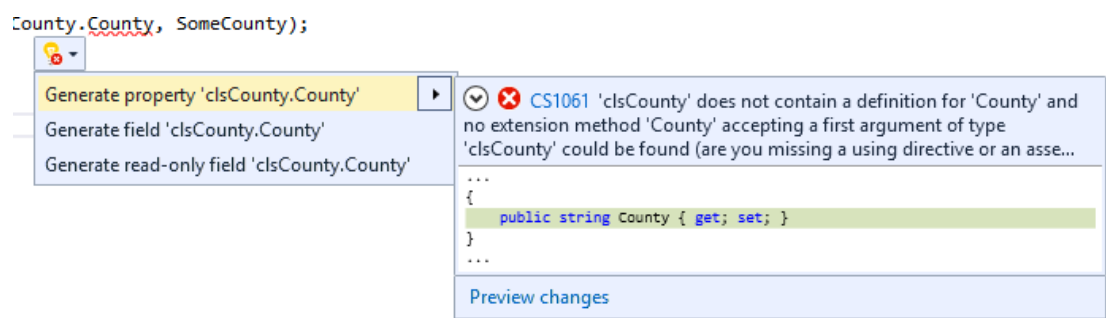 County.County, SomeCounty);
Generate property 'clsCounty.County'
Generate field 'clsCounty.County'
Generate read-only field 'clsCounty.County'
CS1061 'clsCounty' does not contain a definition for 'County' and
no extension method 'County' accepting a first argument of type
'clsCounty' could be found (are you missing a using directive or an asse...
...
{
public string County { get; set; }
}
...
Preview changes